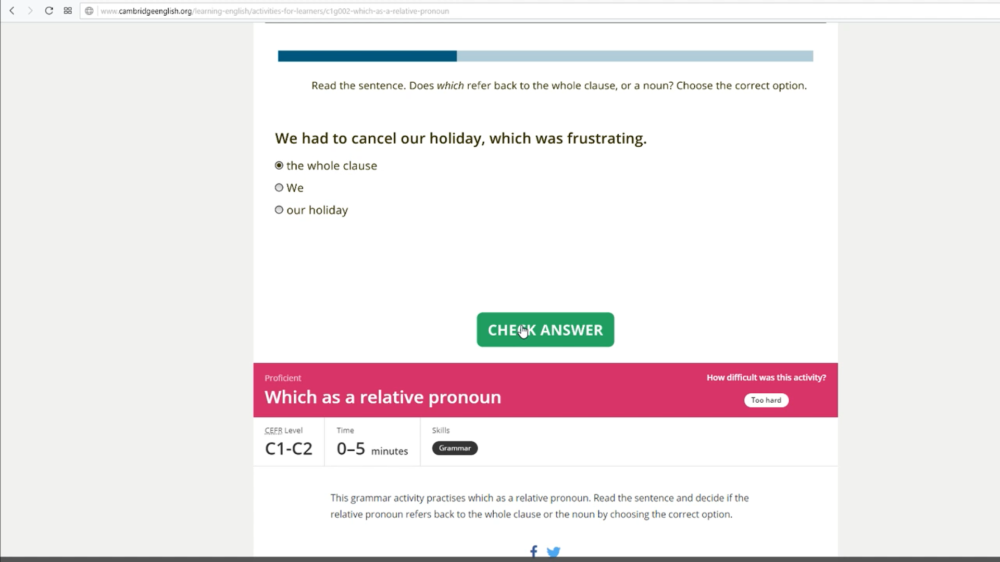 www.cambridgeenglish.org/learning-english/activities-for-learners/c1g002-which-as-a-relative-pronoun
Read the sentence. Does which refer back to the whole clause, or a noun? Choose the correct option.
We had to cancel our holiday, which was frustrating.
the whole clause
We
our holiday
CHECK ANSWER
Proficient
Which as a relative pronoun
How difficult was this activity?
Too hard
CEFR Level
C1-C2
Time
0–5 minutes
Skills
Grammar
This grammar activity practises which as a relative pronoun. Read the sentence and decide if the
relative pronoun refers back to the whole clause or the noun by choosing the correct option.